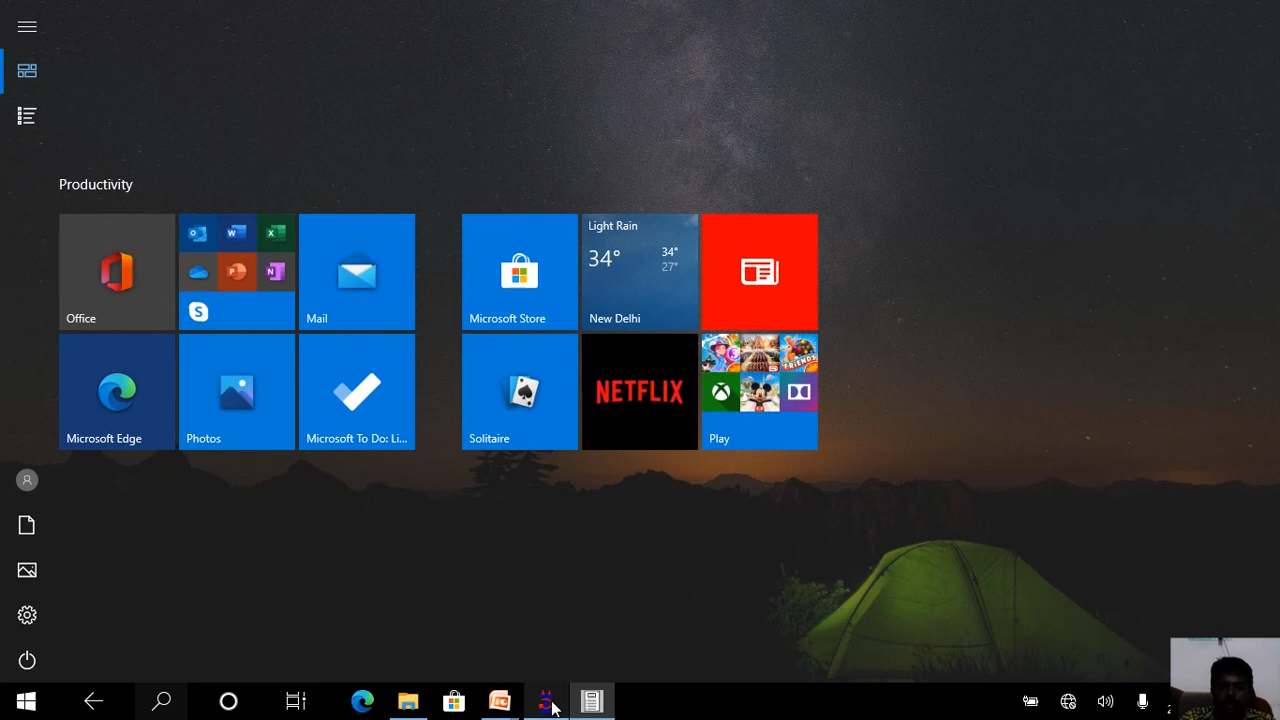 Productivity
Office
Mail
Microsoft Store
Light Rain
34°
34°
27°
New Delhi
Microsoft Edge
Photos
Microsoft To Do: Li...
Solitaire
NETFLIX
FRIENDS
Play